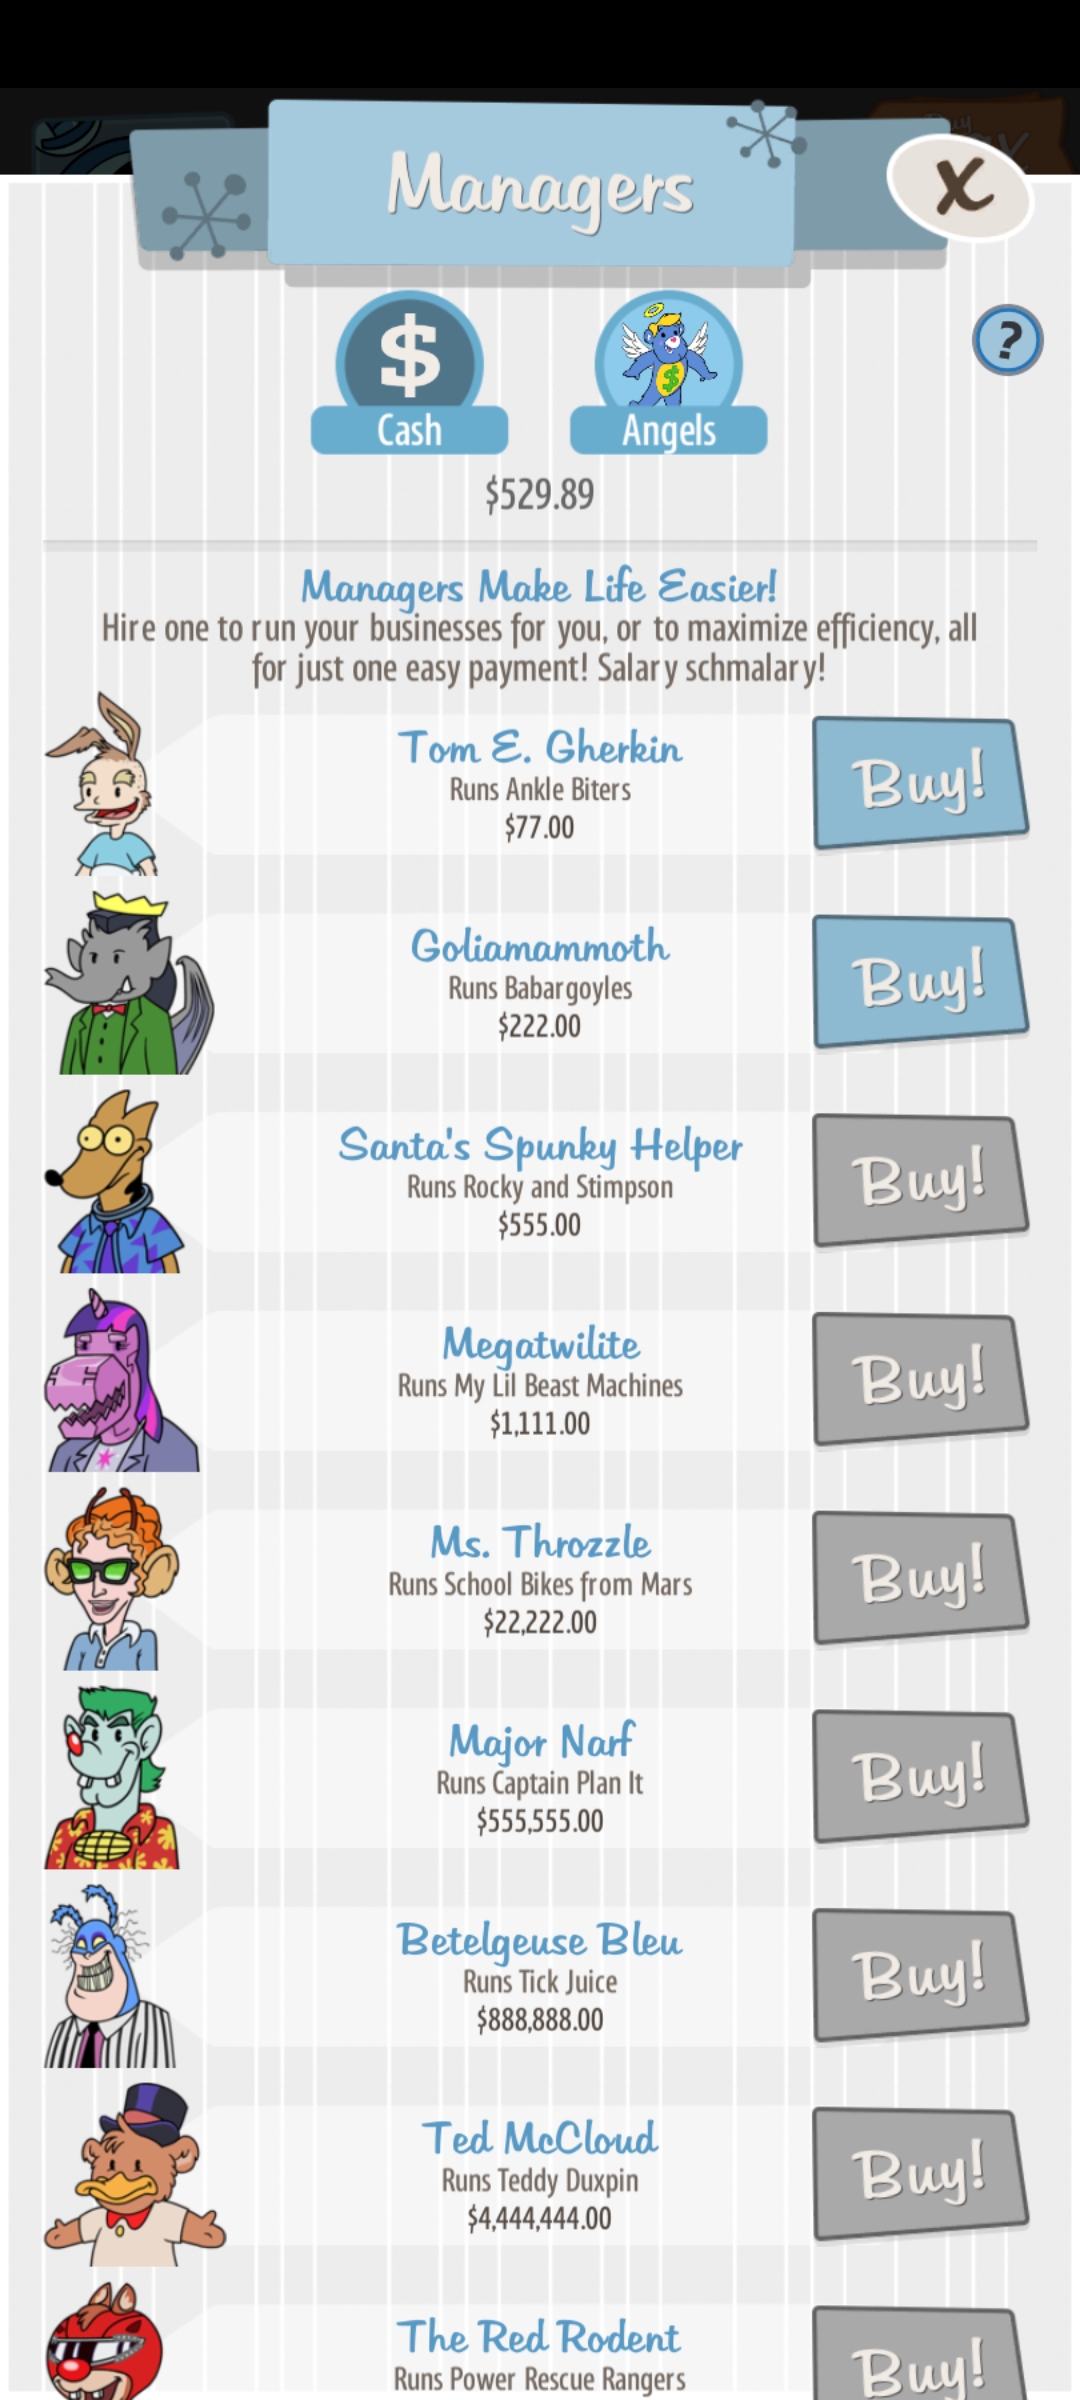 Managers
X
$
?
Cash
Angels
$529.89
Managers Make Life Easier!
Hire one to run your businesses for you, or to maximize efficiency, all
for just one easy payment! Salary schmalary!
Tom E. Gherkin
Runs Ankle Biters
$77.00
Buy!
Goliamammoth
Runs Babargoyles
$222.00
Buy!
Santa's Spunky Helper
Runs Rocky and Stimpson
$555.00
Buy!
Megatwilite
Runs My Lil Beast Machines
$1,111.00
Buy!
Ms. Throzzle
Runs School Bikes from Mars
$22,222.00
Buy!
Major Narf
Runs Captain Plan It
$555,555.00
Buy!
Betelgeuse Bleu
Runs Tick Juice
$888,888.00
Buy!
Ted McCloud
Runs Teddy Duxpin
$4,444,444.00
Buy!
The Red Rodent
Runs Power Rescue Rangers
Buy!